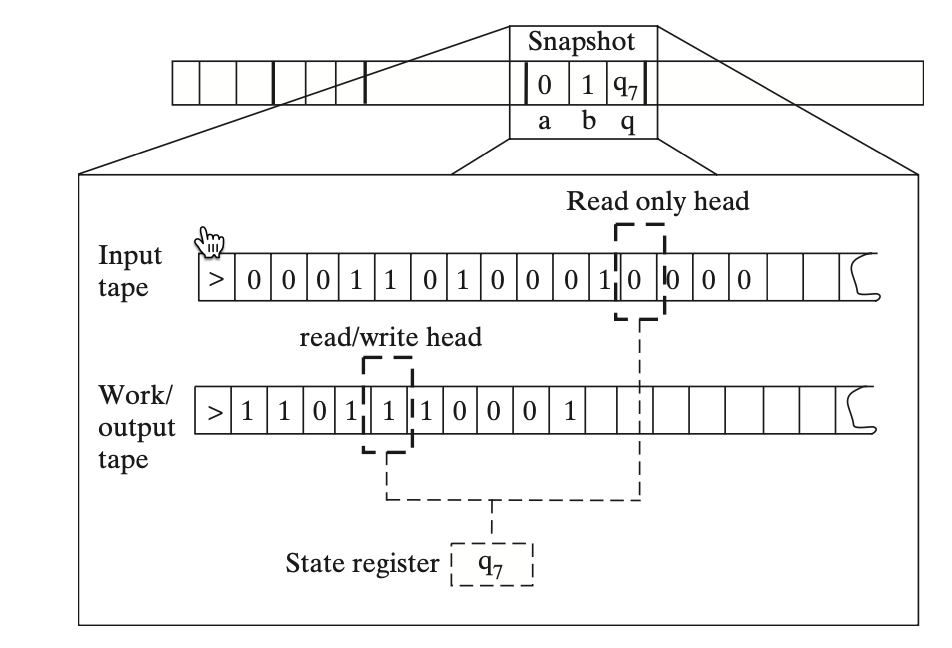 Snapshot
0 1 q₇
a b q
Read only head
Input
tape
> 0 0 0 1 1 0 1 0 0 0 1 0 0 0 0
read/write head
Work/
output
tape
> 1 1 0 1 1 1 0 0 0 1
State register q₇